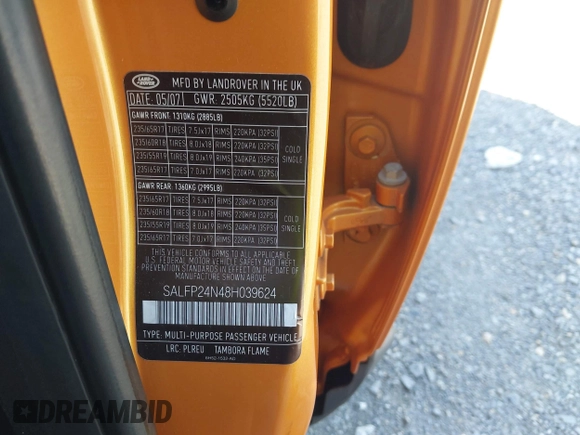 LAND ROVER
MFD BY LANDROVER IN THE UK
DATE: 05/07 GWR: 2505KG (5520LB)
GAWR FRONT: 1310KG (2885LB)
235/65R17 TIRES 7.5Jx17 RIMS 220KPA (32PSI)
235/60R18 TIRES 8.0Jx18 RIMS 220KPA (32PSI) COLD
235/55R19 TIRES 8.0Jx19 RIMS 240KPA (35PSI) SINGLE
235/65R17 TIRES 7.0Jx17 RIMS 220KPA (32PSI)
GAWR REAR: 1360KG (2995LB)
235/65R17 TIRES 7.5Jx17 RIMS 220KPA (32PSI)
235/60R18 TIRES 8.0Jx18 RIMS 220KPA (32PSI) COLD
235/55R19 TIRES 8.0Jx19 RIMS 240KPA (35PSI) SINGLE
235/65R17 TIRES 7.0Jx17 RIMS 220KPA (32PSI)
THIS VEHICLE CONFORMS TO ALL APPLICABLE
U.S. FEDERAL MOTOR VEHICLE SAFETY AND THEFT
PREVENTION STANDARDS IN EFFECT ON THE DATE OF
MANUFACTURE SHOWN ABOVE.
SALFP24N48H039624
TYPE: MULTI-PURPOSE PASSENGER VEHICLE
LRC: PLREU TAMBORA FLAME
DREAMBID